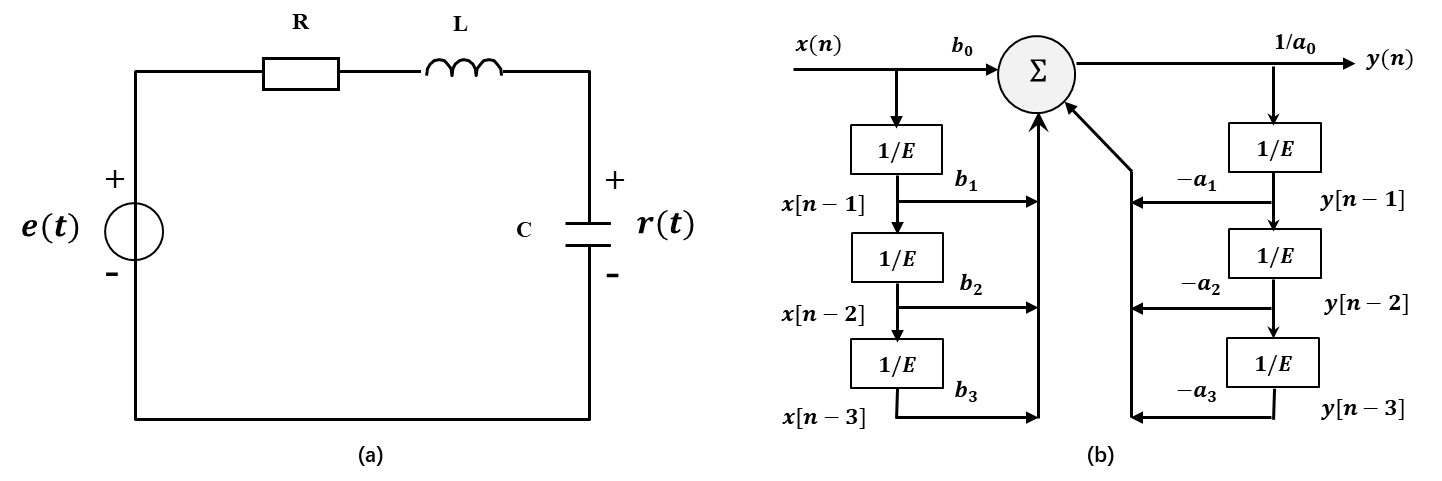 R
L
+
e(t)
-
C
+
r(t)
-
(a)
x(n)
b₀
Σ
1/a₀
y(n)
1/E
x[n − 1]
b₁
1/E
x[n − 2]
b₂
1/E
x[n − 3]
b₃
1/E
−a₁
y[n − 1]
1/E
−a₂
y[n − 2]
1/E
−a₃
y[n − 3]
(b)